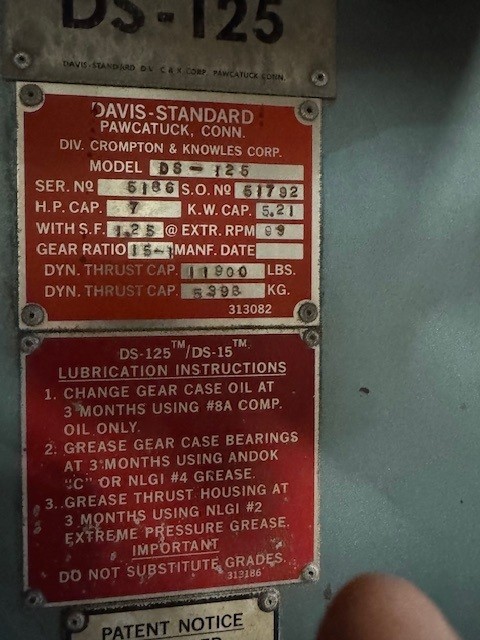 DS-125
DAVIS-STANDARD DIV. C & K CORP. PAWCATUCK CONN.
DAVIS-STANDARD
PAWCATUCK, CONN.
DIV. CROMPTON & KNOWLES CORP.
MODEL DS-125
SER. Nº 5186 S.O. Nº 51792
H.P. CAP. 7 K.W. CAP. 5.21
WITH S.F. 1.25 @ EXTR. RPM 99
GEAR RATIO 15-1 MANF. DATE
DYN. THRUST CAP. 11900 LBS.
DYN. THRUST CAP. 5398 KG.
313082
DS-125™/DS-15™
LUBRICATION INSTRUCTIONS
1. CHANGE GEAR CASE OIL AT
3 MONTHS USING #8A COMP.
OIL ONLY.
2. GREASE GEAR CASE BEARINGS
AT 3 MONTHS USING ANDOK
"C" OR NLGI #4 GREASE.
3. GREASE THRUST HOUSING AT
3 MONTHS USING NLGI #2
EXTREME PRESSURE GREASE.
IMPORTANT
DO NOT SUBSTITUTE GRADES.
313186
PATENT NOTICE